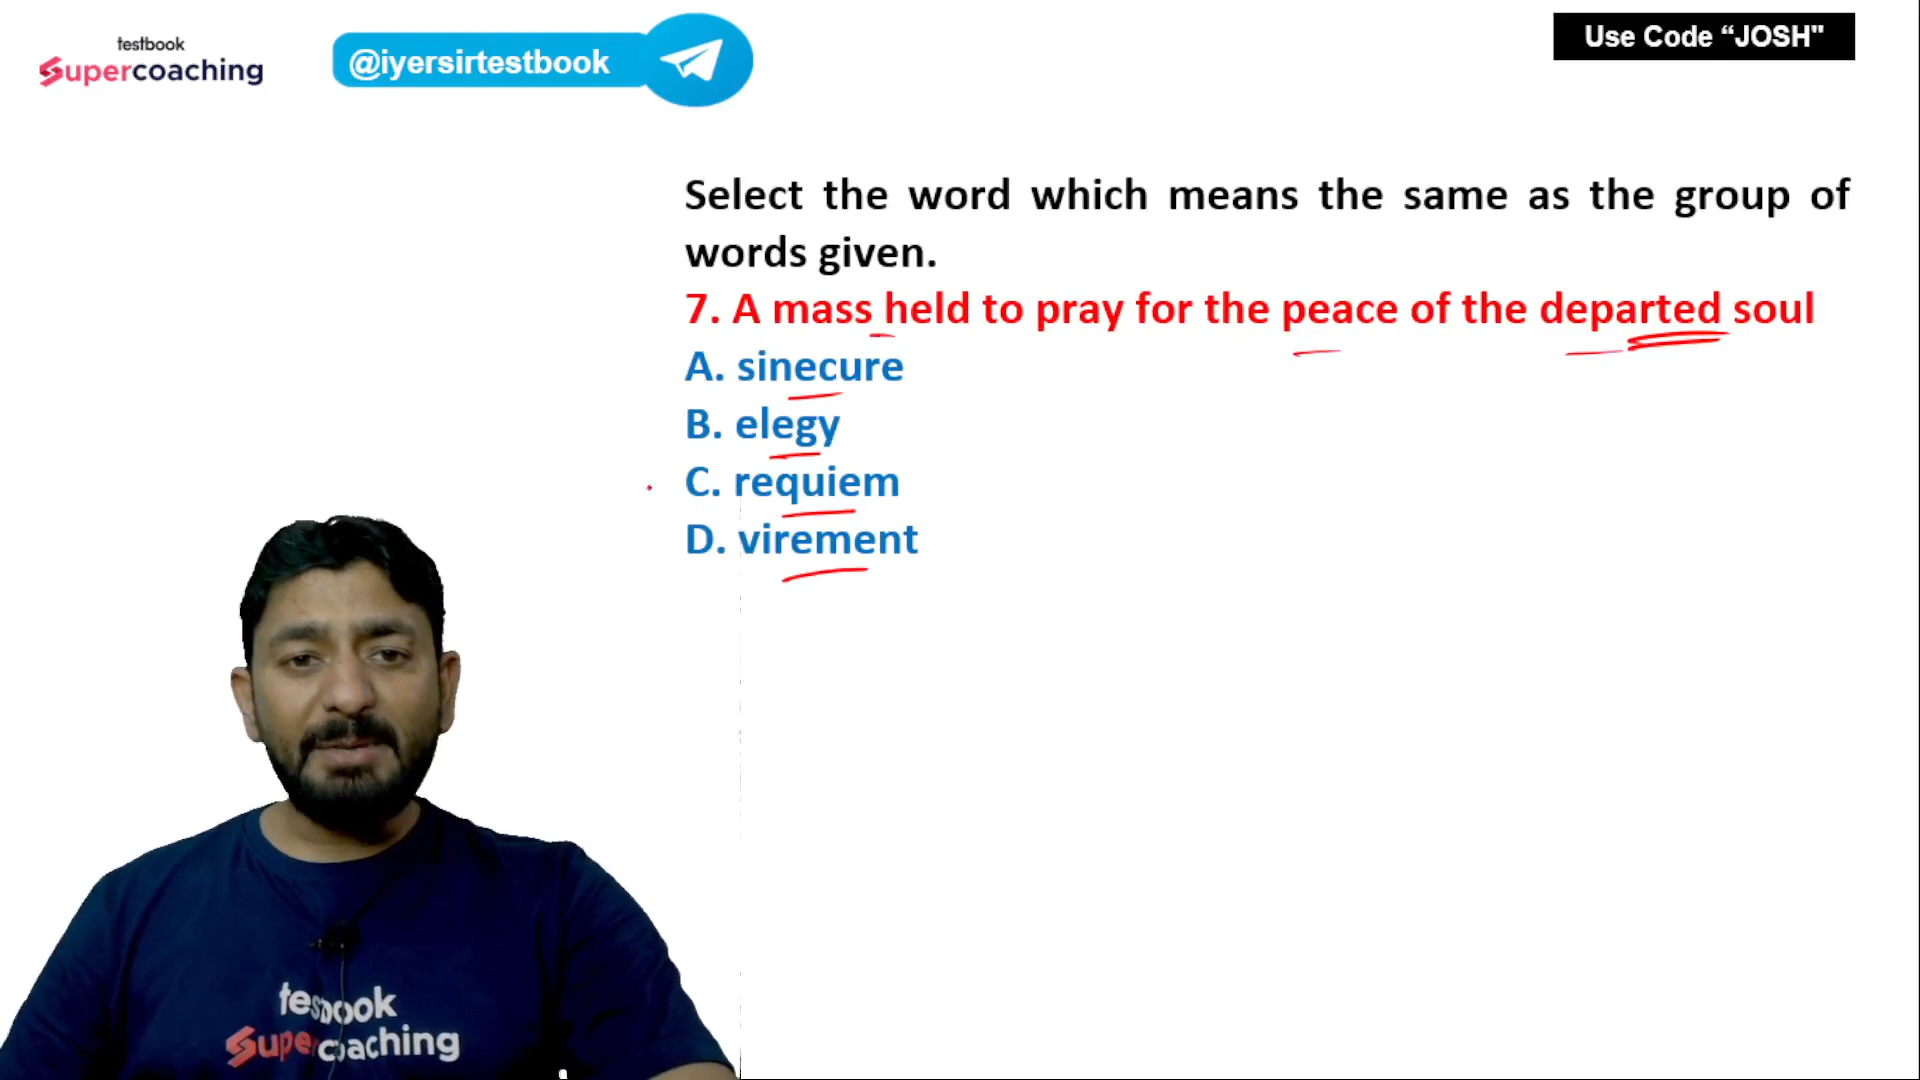 testbook
Supercoaching
@iyersirtestbook
Use Code “JOSH"
Select the word which means the same as the group of
words given.
7. A mass held to pray for the peace of the departed soul
A. sinecure
B. elegy
C. requiem
D. virement
testbook
Supercoaching